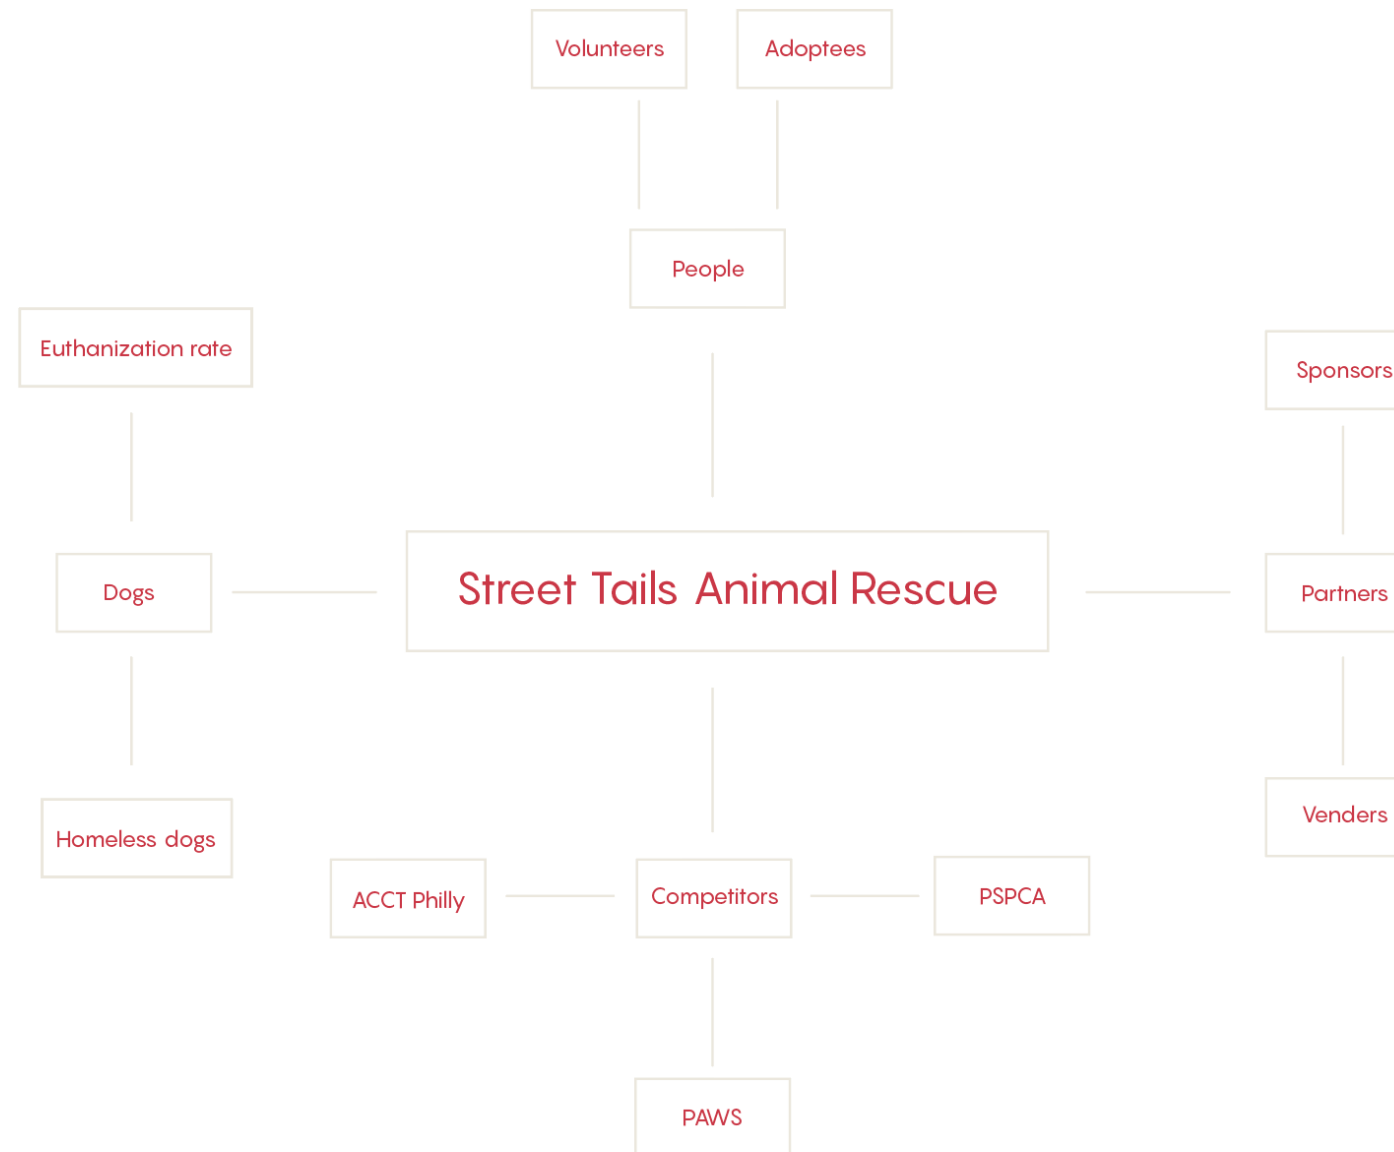 Volunteers
Adoptees
People
Euthanization rate
Sponsors
Dogs
Street Tails Animal Rescue
Partners
Homeless dogs
Venders
ACCT Philly
Competitors
PSPCA
PAWS